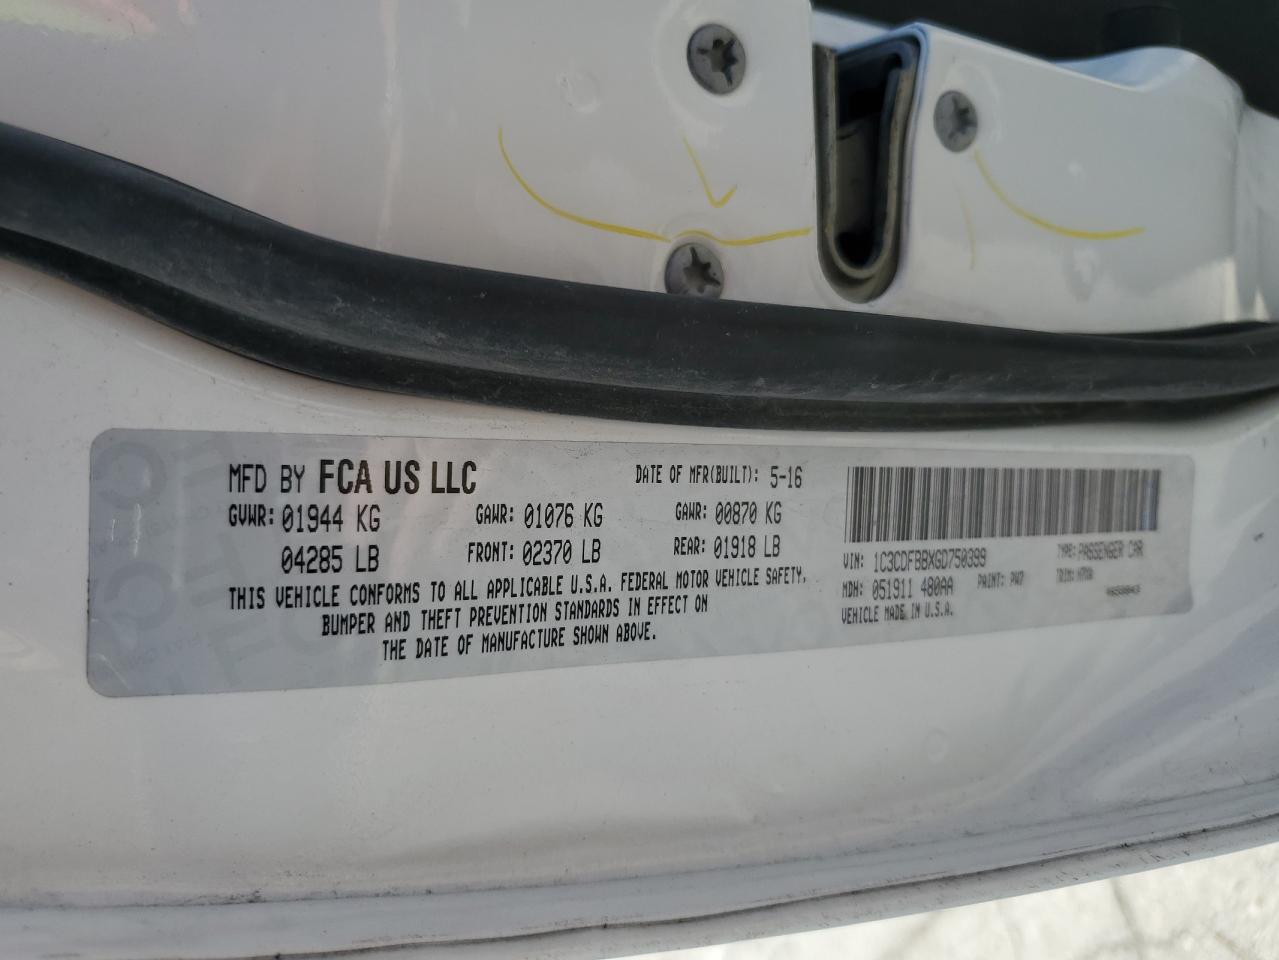 MFD BY FCA US LLC DATE OF MFR(BUILT): 5-16
GVWR: 01944 KG GAWR: 01076 KG GAWR: 00870 KG
04285 LB FRONT: 02370 LB REAR: 01918 LB
THIS VEHICLE CONFORMS TO ALL APPLICABLE U.S.A. FEDERAL MOTOR VEHICLE SAFETY,
BUMPER AND THEFT PREVENTION STANDARDS IN EFFECT ON
THE DATE OF MANUFACTURE SHOWN ABOVE.
VIN: 1C3CDFBBXGD750399 TYPE: PASSENGER CAR
MDH: 051911 480AA PAINT: PW7 TRIM:
VEHICLE MADE IN U.S.A.